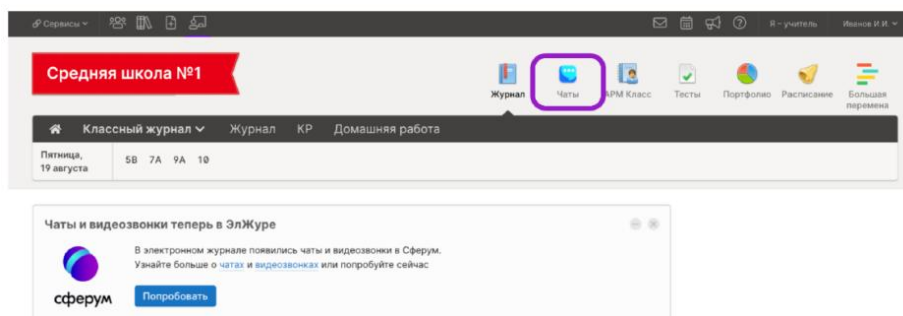 Сервисы
Я - учитель
Иванов И.И.
Средняя школа №1
Журнал
Чаты
АРМ Класс
Тесты
Портфолио
Расписание
Большая
перемена
Классный журнал
Журнал
КР
Домашняя работа
Пятница,
19 августа
5В 7А 9А 10
Чаты и видеозвонки теперь в ЭлЖуре
В электронном журнале появились чаты и видеозвонки в Сферум.
Узнайте больше о чатах и видеозвонках или попробуйте сейчас
сферум
Попробовать